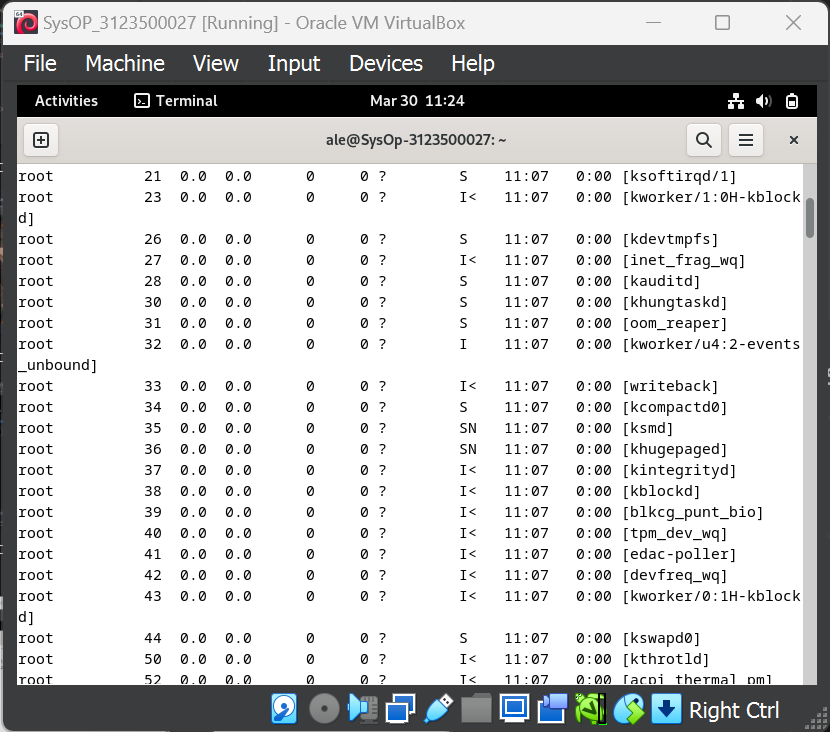 SysOP_3123500027 [Running] - Oracle VM VirtualBox
File Machine View Input Devices Help
Activities Terminal Mar 30 11:24
ale@SysOp-3123500027: ~
root 21 0.0 0.0 0 0 ? S 11:07 0:00 [ksoftirqd/1]
root 23 0.0 0.0 0 0 ? I< 11:07 0:00 [kworker/1:0H-kblock
d]
root 26 0.0 0.0 0 0 ? S 11:07 0:00 [kdevtmpfs]
root 27 0.0 0.0 0 0 ? I< 11:07 0:00 [inet_frag_wq]
root 28 0.0 0.0 0 0 ? S 11:07 0:00 [kauditd]
root 30 0.0 0.0 0 0 ? S 11:07 0:00 [khungtaskd]
root 31 0.0 0.0 0 0 ? S 11:07 0:00 [oom_reaper]
root 32 0.0 0.0 0 0 ? I 11:07 0:00 [kworker/u4:2-events
_unbound]
root 33 0.0 0.0 0 0 ? I< 11:07 0:00 [writeback]
root 34 0.0 0.0 0 0 ? S 11:07 0:00 [kcompactd0]
root 35 0.0 0.0 0 0 ? SN 11:07 0:00 [ksmd]
root 36 0.0 0.0 0 0 ? SN 11:07 0:00 [khugepaged]
root 37 0.0 0.0 0 0 ? I< 11:07 0:00 [kintegrityd]
root 38 0.0 0.0 0 0 ? I< 11:07 0:00 [kblockd]
root 39 0.0 0.0 0 0 ? I< 11:07 0:00 [blkcg_punt_bio]
root 40 0.0 0.0 0 0 ? I< 11:07 0:00 [tpm_dev_wq]
root 41 0.0 0.0 0 0 ? I< 11:07 0:00 [edac-poller]
root 42 0.0 0.0 0 0 ? I< 11:07 0:00 [devfreq_wq]
root 43 0.0 0.0 0 0 ? I< 11:07 0:00 [kworker/0:1H-kblock
d]
root 44 0.0 0.0 0 0 ? S 11:07 0:00 [kswapd0]
root 50 0.0 0.0 0 0 ? I< 11:07 0:00 [kthrotld]
root 52 0.0 0.0 0 0 ? I< 11:07 0:00 [acpi_thermal_pm]
Right Ctrl